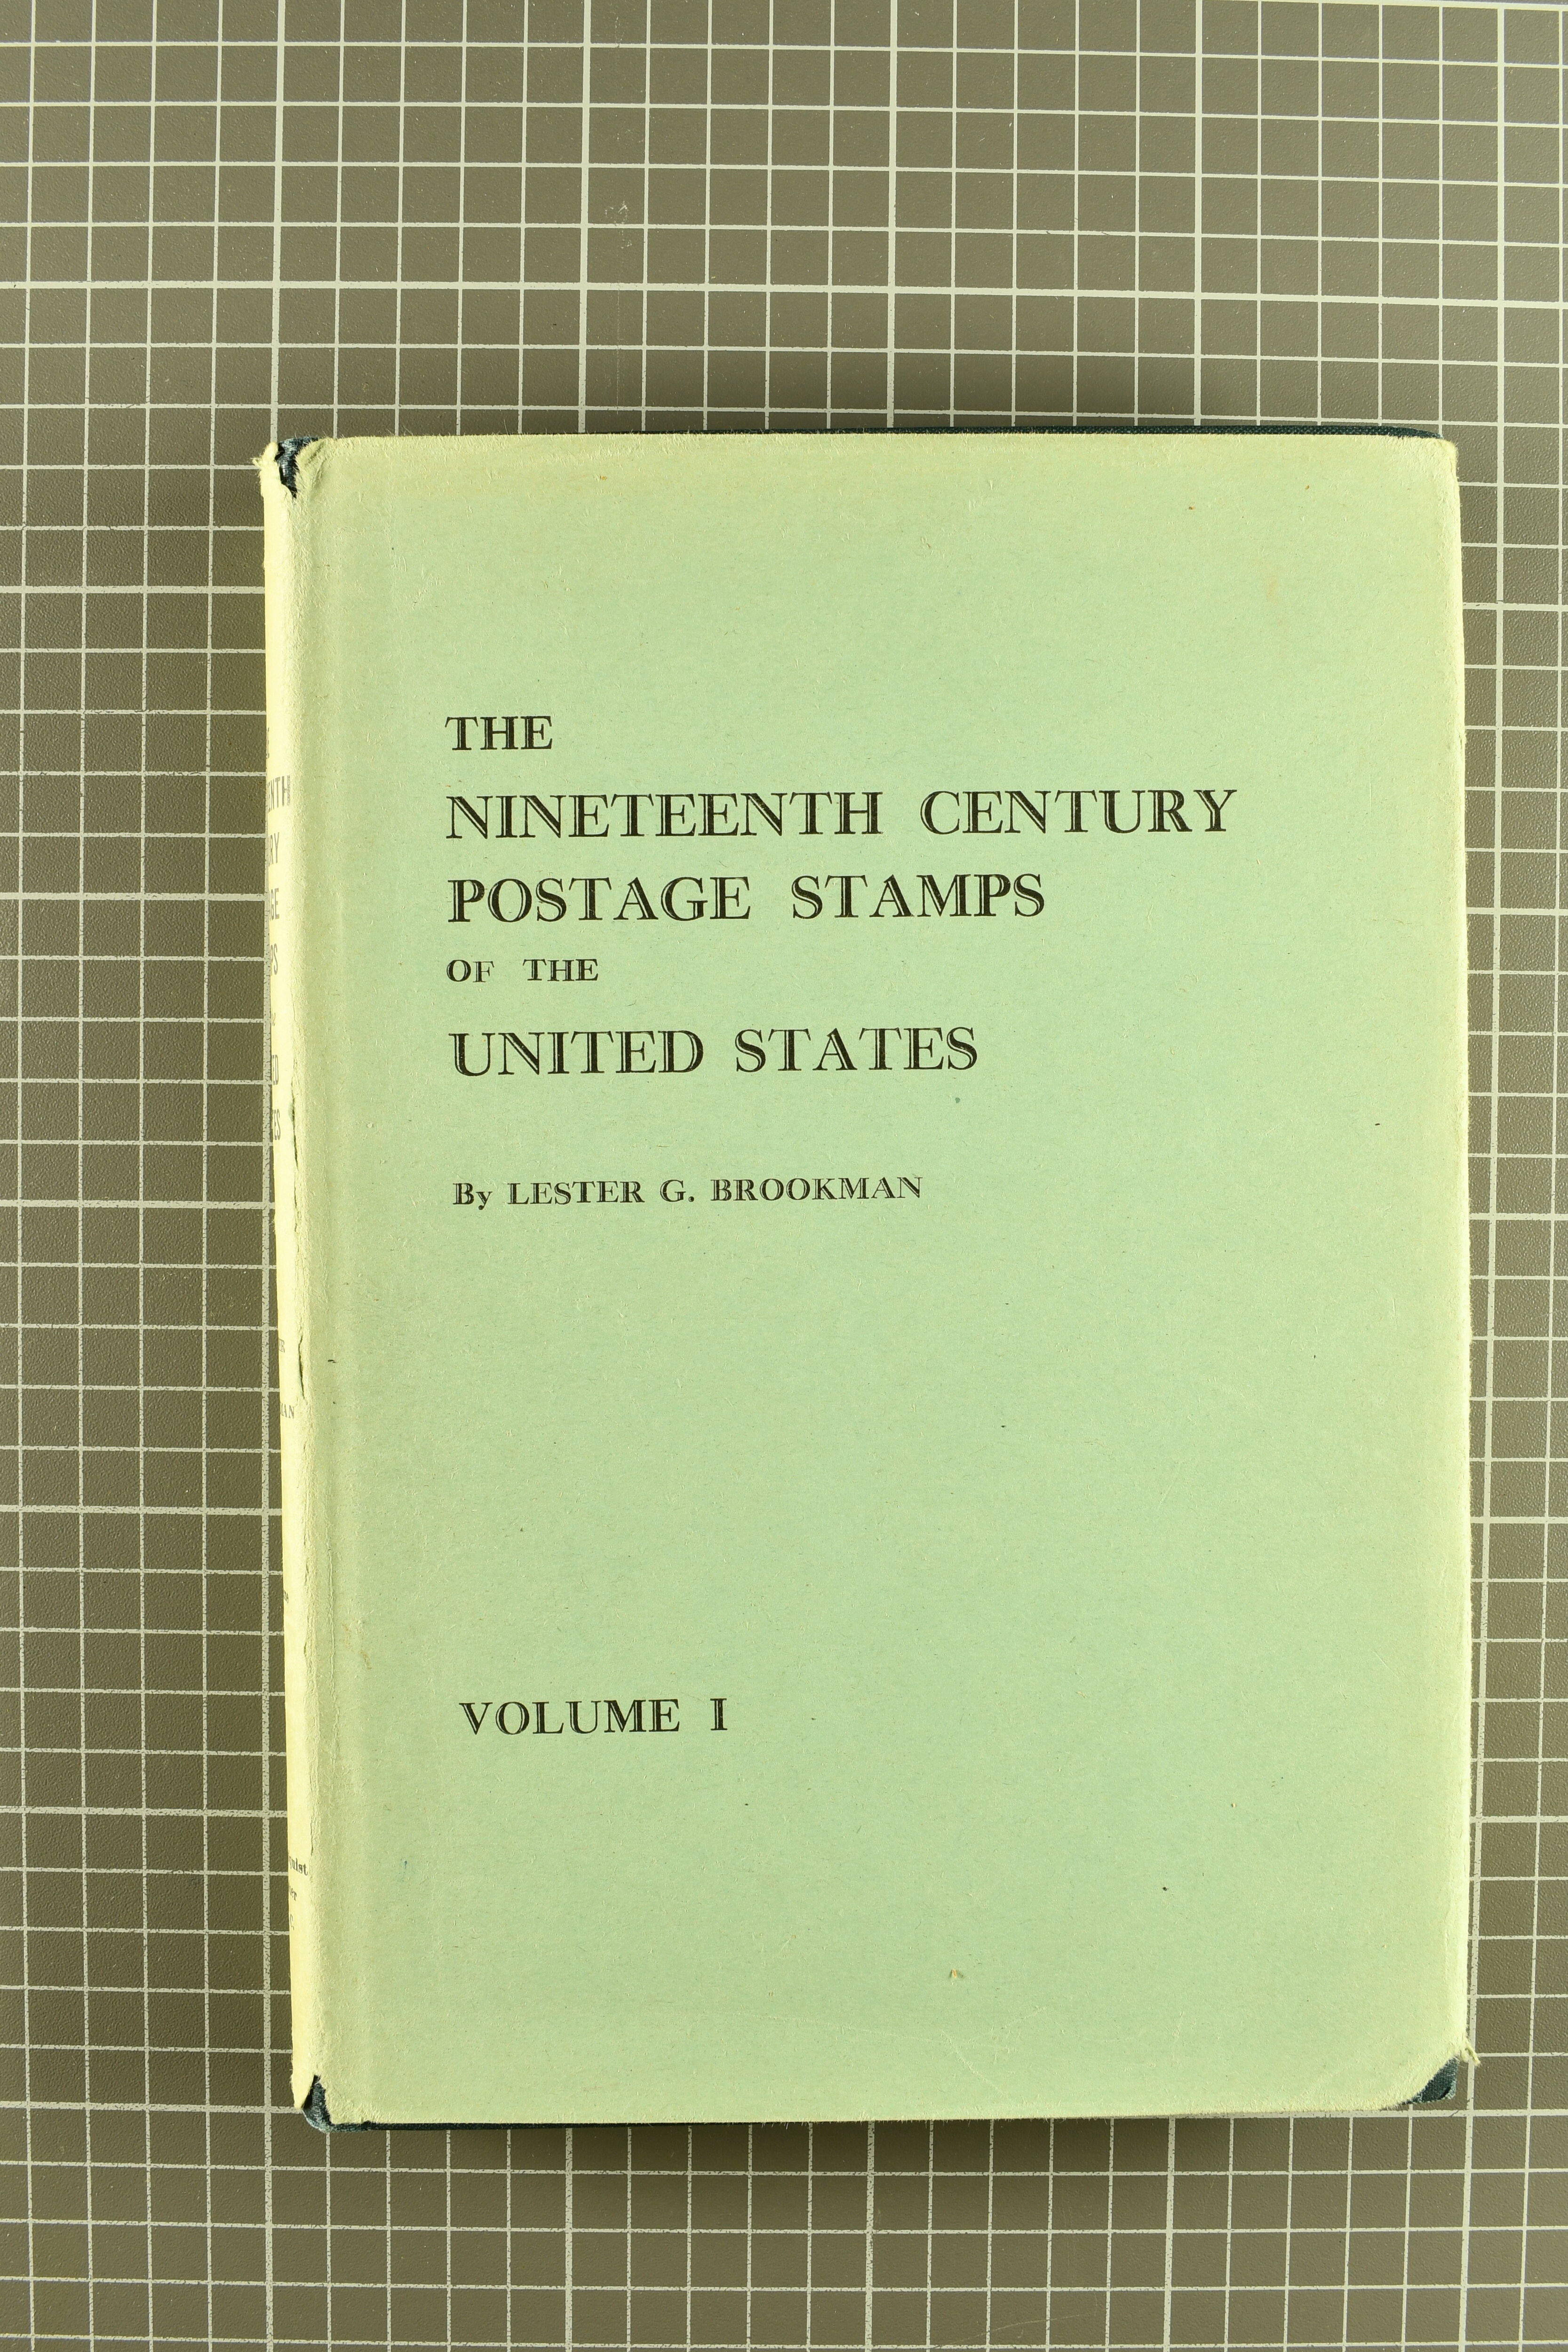 THE
NINETEENTH CENTURY
POSTAGE STAMPS
OF THE
UNITED STATES
By LESTER G. BROOKMAN
VOLUME I